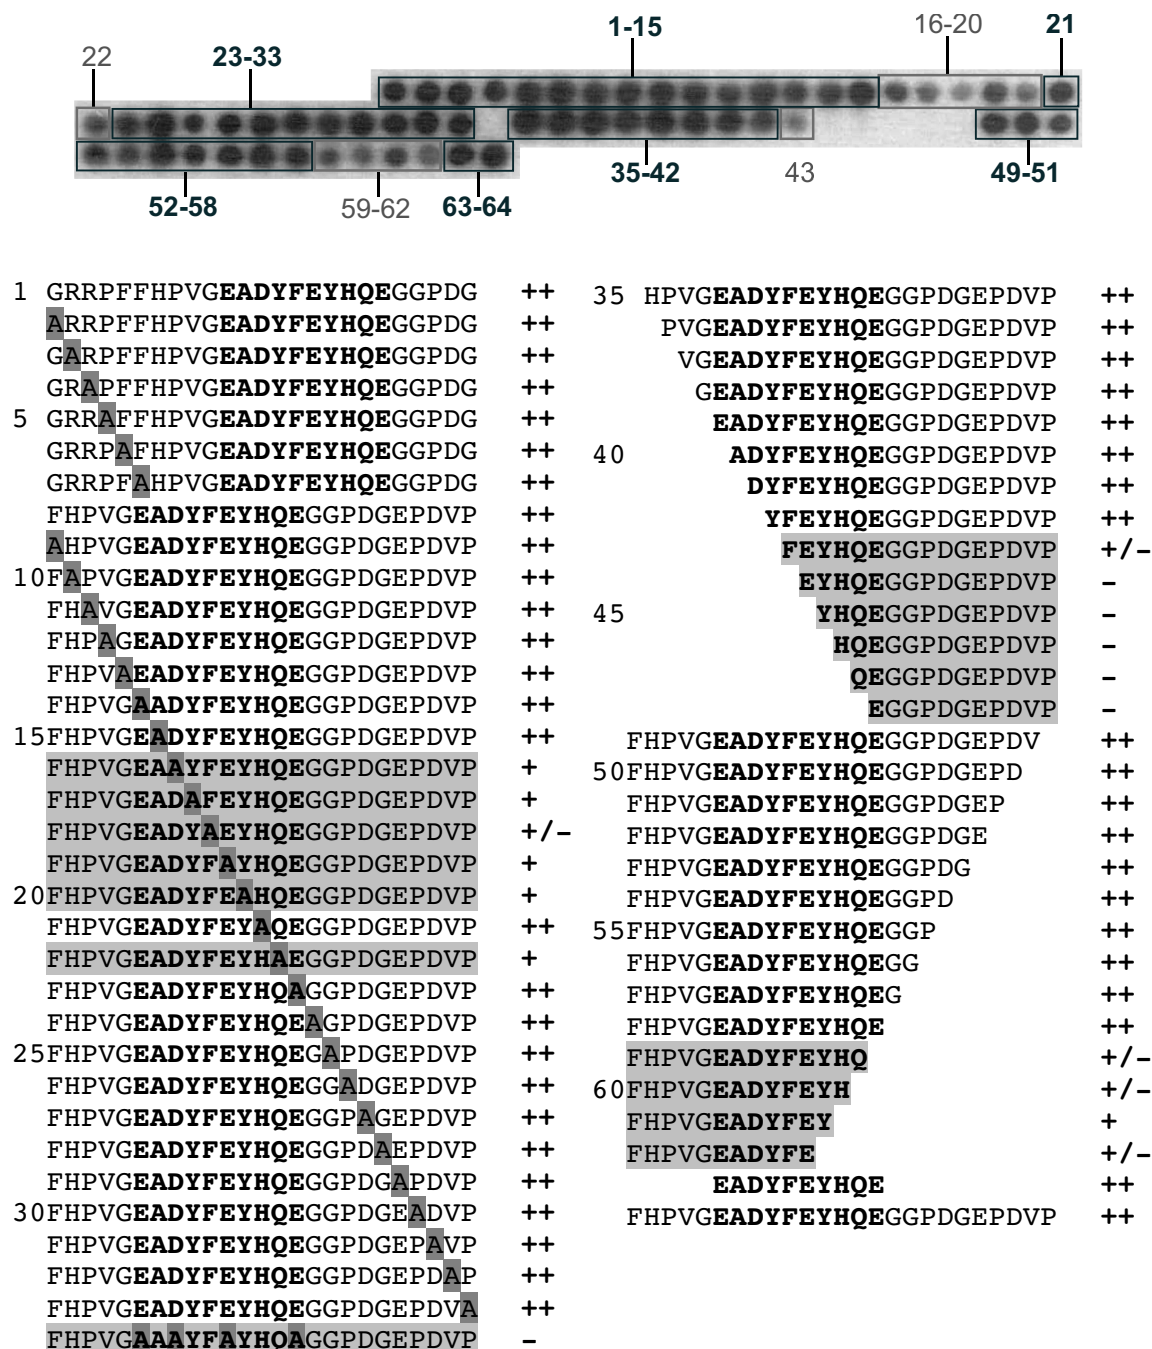 1-15
16-20
21
22
23-33
35-42
43
49-51
52-58
59-62
63-64
1 GRRPFFHPVGEADYFEYHQEGGPDG ++
ARRPFFHPVGEADYFEYHQEGGPDG ++
GARPFFHPVGEADYFEYHQEGGPDG ++
GRAPFFHPVGEADYFEYHQEGGPDG ++
5 GRRAFFHPVGEADYFEYHQEGGPDG ++
GRRPAFHPVGEADYFEYHQEGGPDG ++
GRRPFAHPVGEADYFEYHQEGGPDG ++
FHPVGEADYFEYHQEGGPDGEPDVP ++
AHPVGEADYFEYHQEGGPDGEPDVP ++
10 FAPVGEADYFEYHQEGGPDGEPDVP ++
FHAVGEADYFEYHQEGGPDGEPDVP ++
FHPAGEADYFEYHQEGGPDGEPDVP ++
FHPVAEADYFEYHQEGGPDGEPDVP ++
FHPVGAADYFEYHQEGGPDGEPDVP ++
15 FHPVGEADYFEYHQEGGPDGEPDVP ++
FHPVGEAAYFEYHQEGGPDGEPDVP +
FHPVGEADAFEYHQEGGPDGEPDVP +
FHPVGEADYAEYHQEGGPDGEPDVP +/-
FHPVGEADYFAYHQEGGPDGEPDVP +
20 FHPVGEADYFEAHQEGGPDGEPDVP +
FHPVGEADYFEYAQEGGPDGEPDVP ++
FHPVGEADYFEYHAEGGPDGEPDVP +
FHPVGEADYFEYHQAGGPDGEPDVP ++
FHPVGEADYFEYHQEAGPDGEPDVP ++
25 FHPVGEADYFEYHQEGAPDGEPDVP ++
FHPVGEADYFEYHQEGGADGEPDVP ++
FHPVGEADYFEYHQEGGPAGEPDVP ++
FHPVGEADYFEYHQEGGPDAEPDVP ++
FHPVGEADYFEYHQEGGPDGAPDVP ++
30 FHPVGEADYFEYHQEGGPDGEADVP ++
FHPVGEADYFEYHQEGGPDGEPAVP ++
FHPVGEADYFEYHQEGGPDGEPDAP ++
FHPVGEADYFEYHQEGGPDGEPDVA ++
FHPVGAAAYFAYHQAGGPDGEPDVP -
35 HPVGEADYFEYHQEGGPDGEPDVP ++
PVGEADYFEYHQEGGPDGEPDVP ++
VGEADYFEYHQEGGPDGEPDVP ++
GEADYFEYHQEGGPDGEPDVP ++
EADYFEYHQEGGPDGEPDVP ++
40 ADYFEYHQEGGPDGEPDVP ++
DYFEYHQEGGPDGEPDVP ++
YFEYHQEGGPDGEPDVP ++
FEYHQEGGPDGEPDVP +/-
EYHQEGGPDGEPDVP -
45 YHQEGGPDGEPDVP -
HQEGGPDGEPDVP -
QEGGPDGEPDVP -
EGGPDGEPDVP -
FHPVGEADYFEYHQEGGPDGEPDV ++
50 FHPVGEADYFEYHQEGGPDGEPD ++
FHPVGEADYFEYHQEGGPDGEP ++
FHPVGEADYFEYHQEGGPDGE ++
FHPVGEADYFEYHQEGGPDG ++
FHPVGEADYFEYHQEGGPD ++
55 FHPVGEADYFEYHQEGGP ++
FHPVGEADYFEYHQEGG ++
FHPVGEADYFEYHQEG ++
FHPVGEADYFEYHQE ++
FHPVGEADYFEYHQ +/-
60 FHPVGEADYFEYH +/-
FHPVGEADYFEY +
FHPVGEADYFE +/-
EADYFEYHQE ++
FHPVGEADYFEYHQEGGPDGEPDVP ++